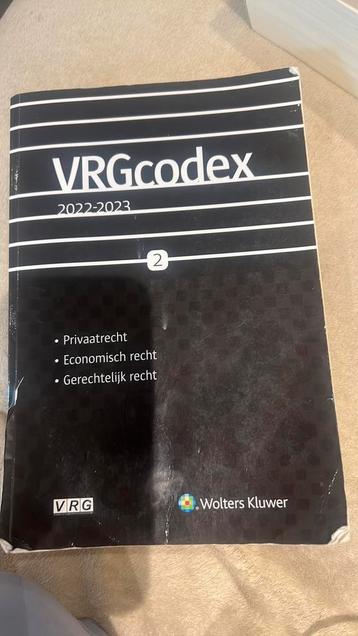 VRGcodex
2022-2023
2
• Privaatrecht
• Economisch recht
• Gerechtelijk recht
VRG
Wolters Kluwer